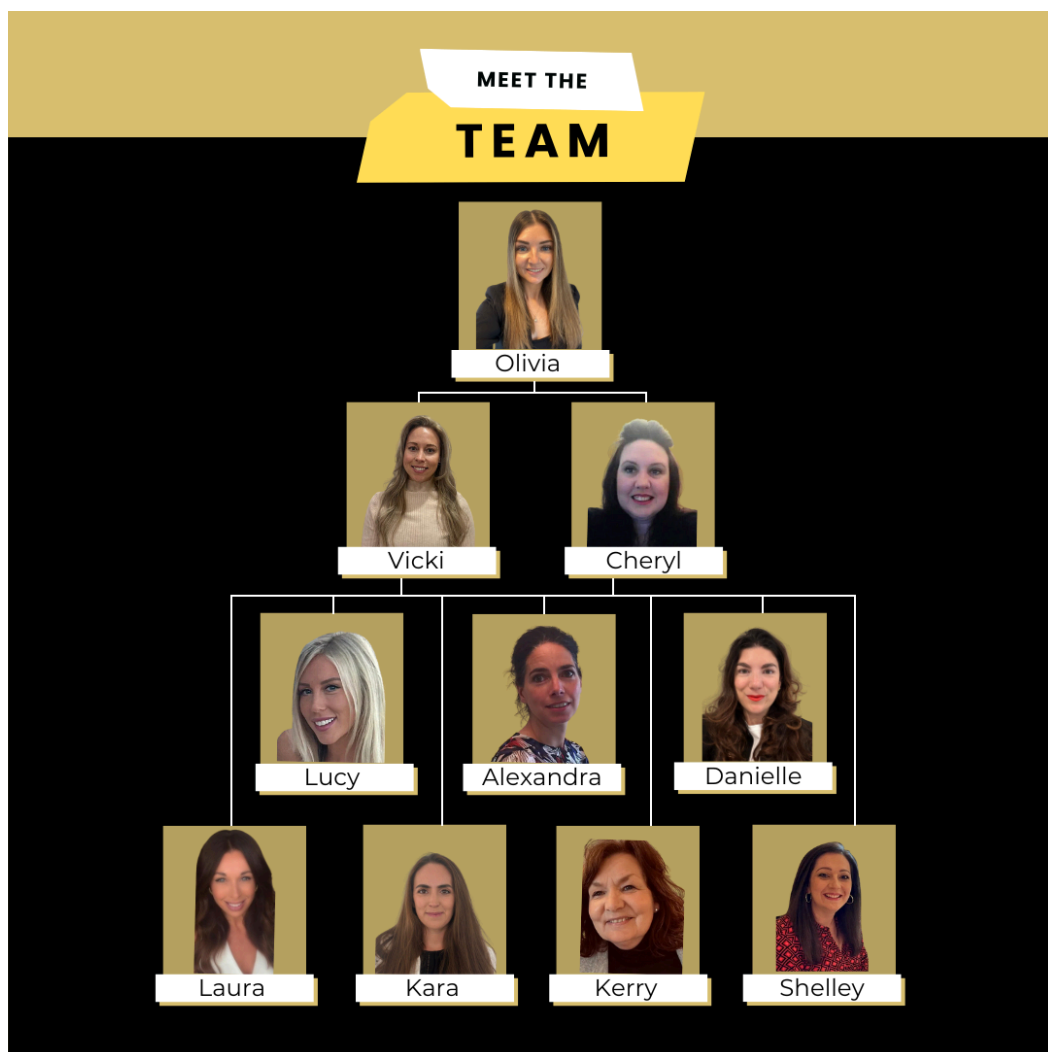 MEET THE
TEAM
Olivia
Vicki
Cheryl
Lucy
Alexandra
Danielle
Laura
Kara
Kerry
Shelley